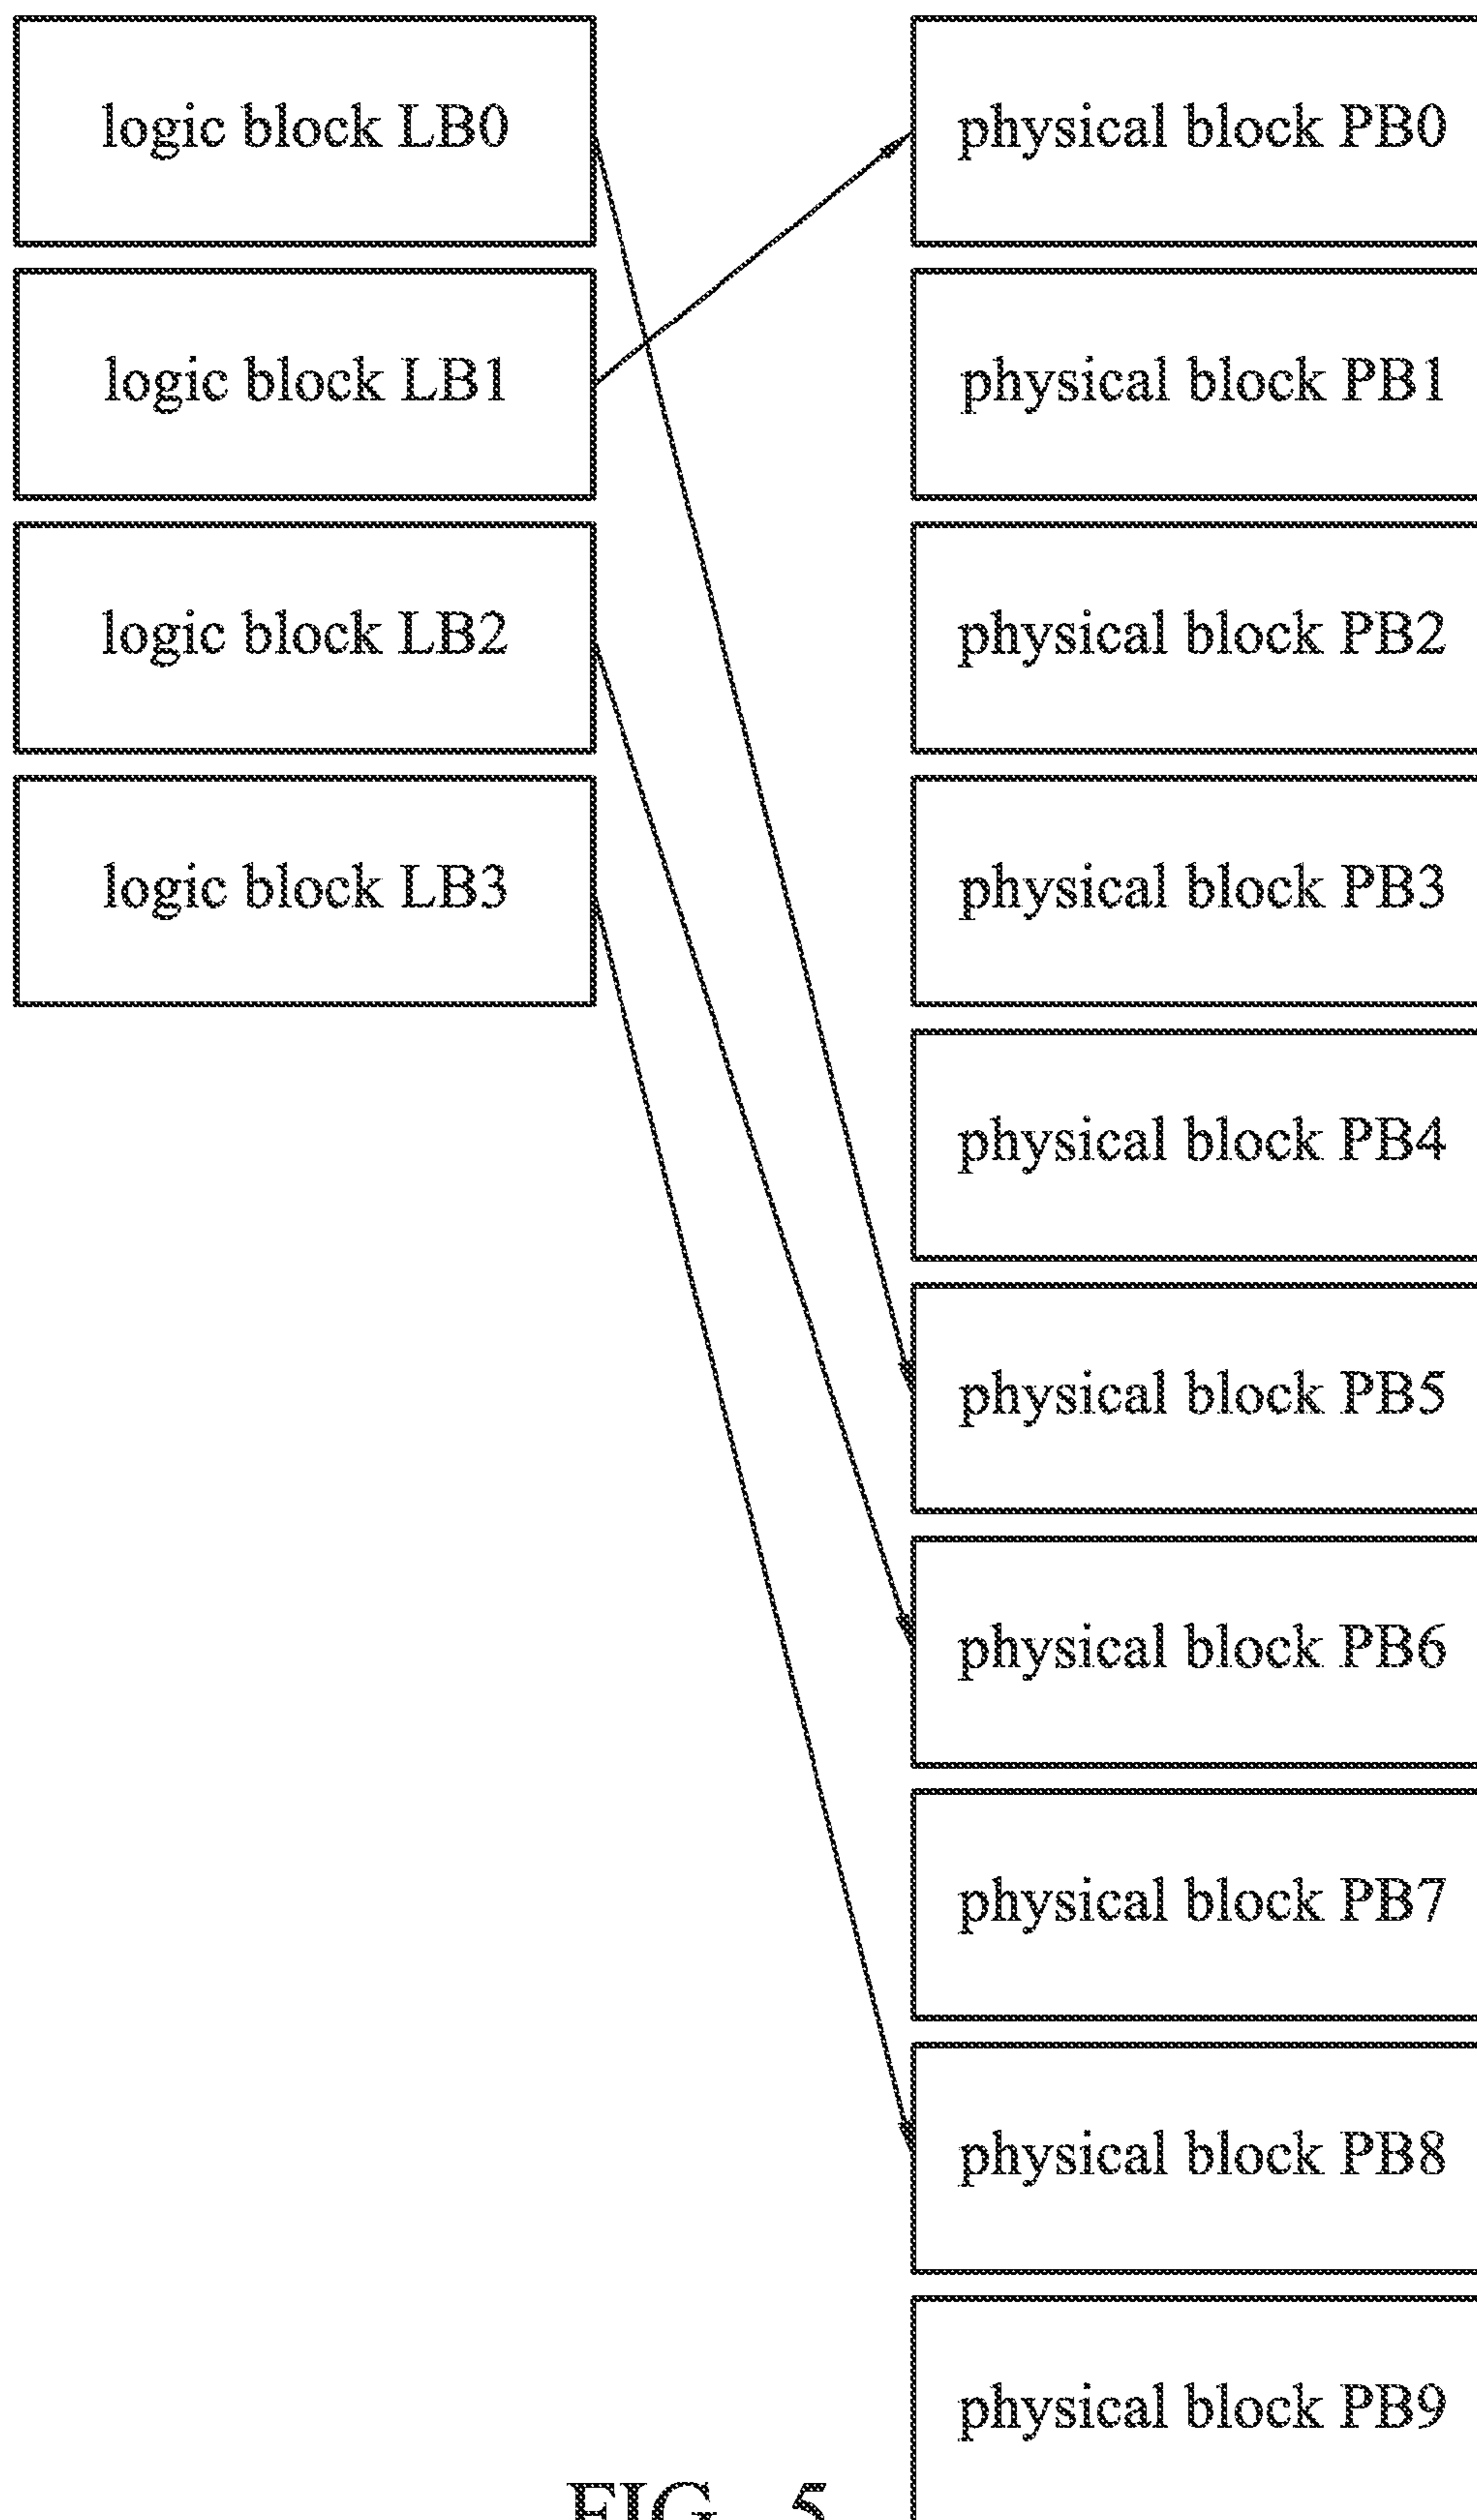 logic block LB0
physical block PB0
logic block LB1
physical block PB1
logic block LB2
physical block PB2
logic block LB3
physical block PB3
physical block PB4
physical block PB5
physical block PB6
physical block PB7
physical block PB8
physical block PB9
FIG. 5